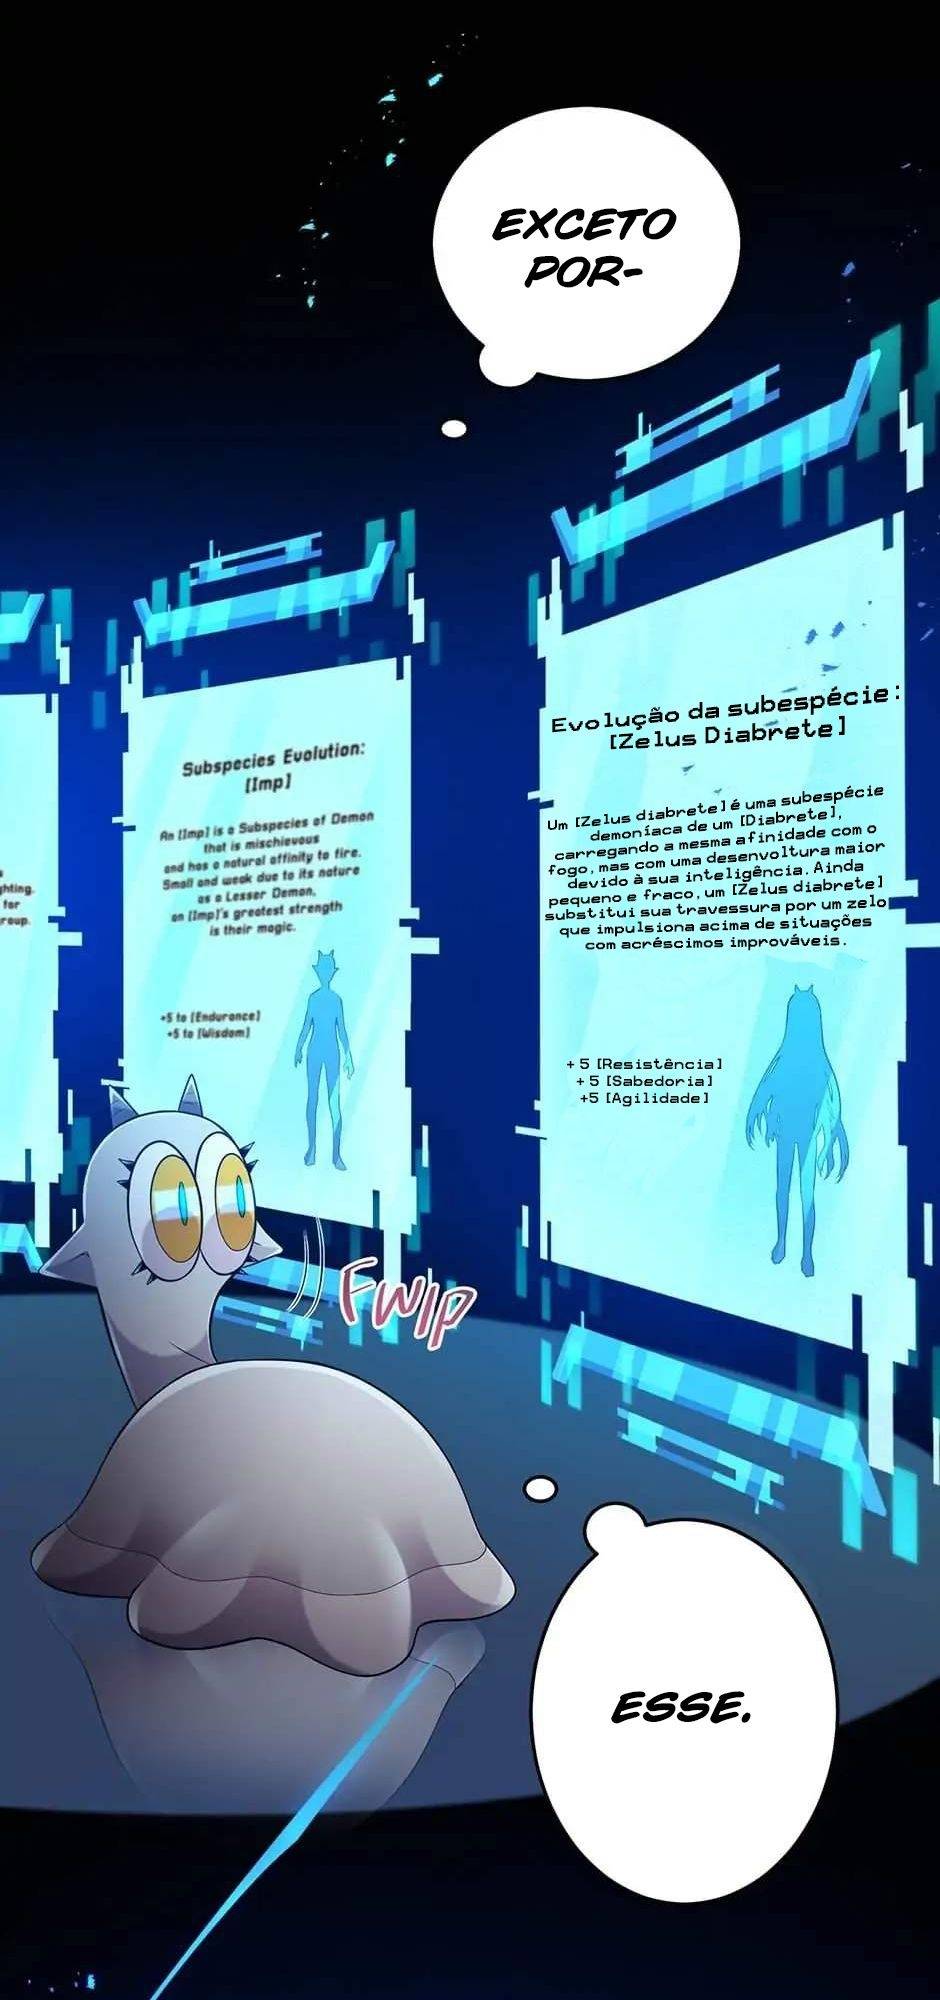 EXCETO
POR-
Evolução da subespécie:
[Zelus Diabrete]
Um [Zelus diabrete] é uma subespécie
demoníaca de um [Diabrete],
carregando a mesma afinidade com o
fogo, mas com uma desenvoltura maior
devido à sua inteligência. Ainda
pequeno e fraco, um [Zelus diabrete]
substitui sua travessura por um zelo
que impulsiona acima de situações
com acréscimos improváveis.
+ 5 [Resistência]
+ 5 [Sabedoria]
+5 [Agilidade]
Subspecies Evolution:
[Imp]
An [Imp] is a Subspecies of Demon
that is mischievous
and has a natural affinity to fire.
Small and weak due to its nature
as a Lesser Demon,
an [Imp]'s greatest strength
is their magic.
+5 to [Endurance]
+5 to [Wisdom]
for
FWIP
ESSE.